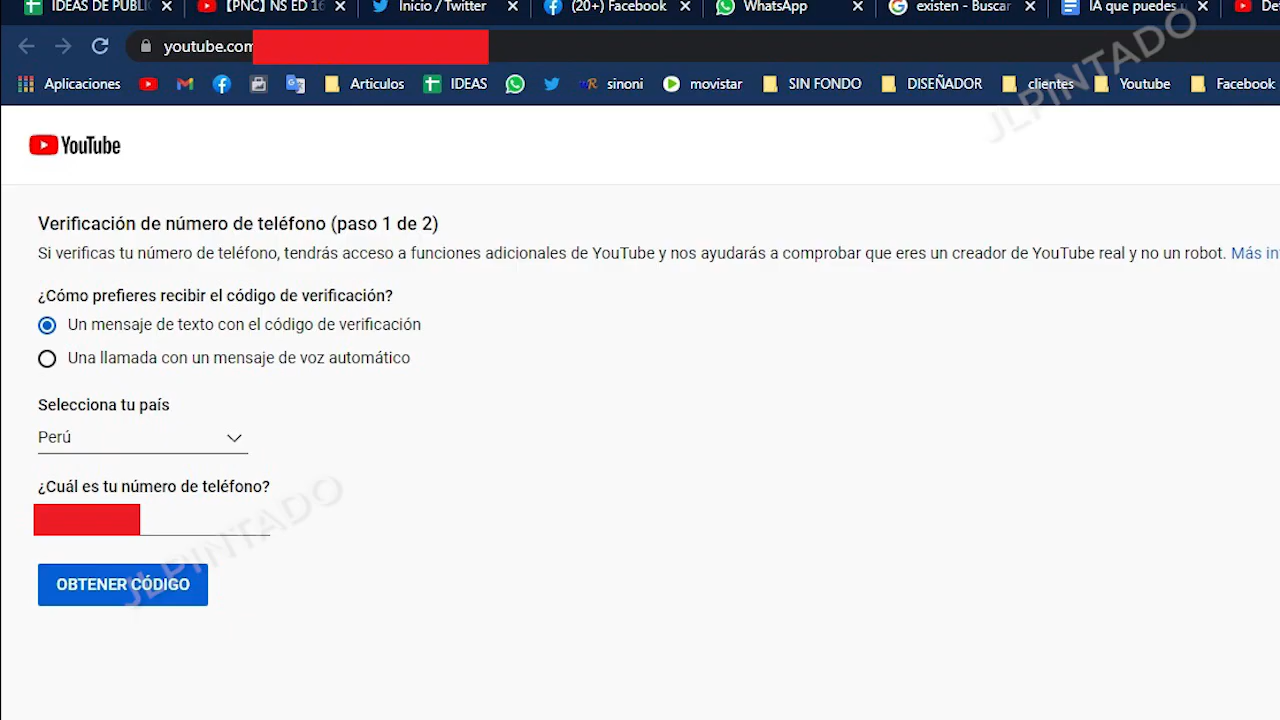 IDEAS DE PUBLI
【PNC】 NS ED 16
Inicio / Twitter
(20+) Facebook
WhatsApp
existen - Buscar
IA que puedes
De
youtube.com
Aplicaciones
Articulos
IDEAS
sinoni
movistar
SIN FONDO
DISEÑADOR
clientes
Youtube
Facebook
JLPINTADO
YouTube
Verificación de número de teléfono (paso 1 de 2)
Si verificas tu número de teléfono, tendrás acceso a funciones adicionales de YouTube y nos ayudarás a comprobar que eres un creador de YouTube real y no un robot. Más in
¿Cómo prefieres recibir el código de verificación?
Un mensaje de texto con el código de verificación
Una llamada con un mensaje de voz automático
Selecciona tu país
Perú
¿Cuál es tu número de teléfono?
JLPINTADO
OBTENER CÓDIGO